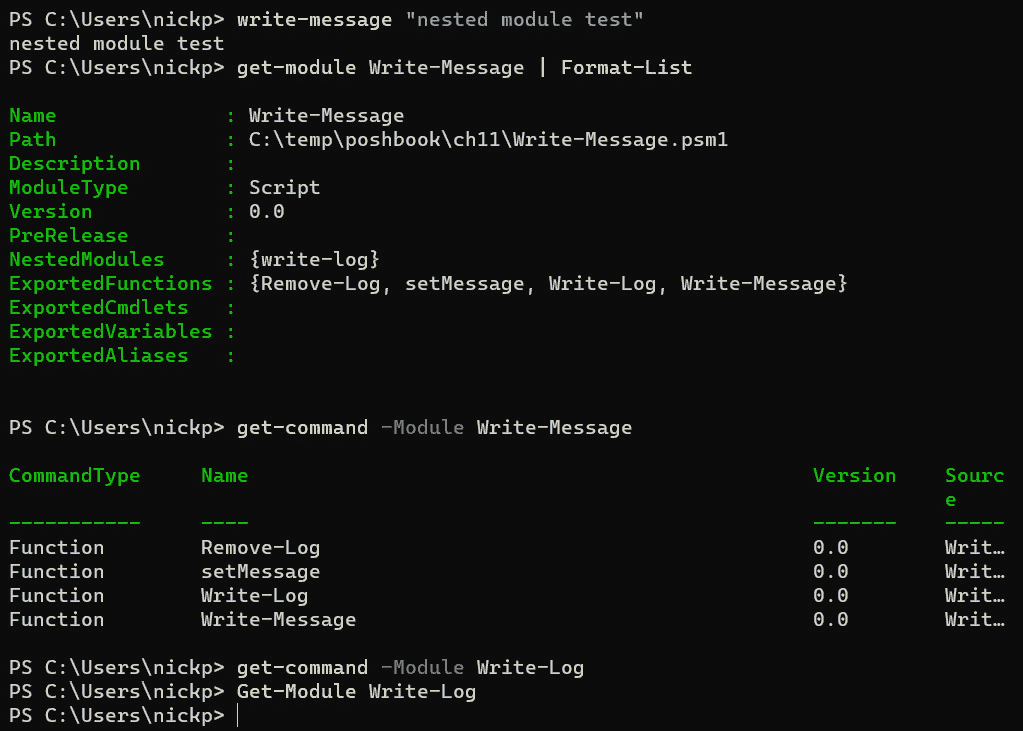 PS C:\Users\nickp> write-message "nested module test"
nested module test
PS C:\Users\nickp> get-module Write-Message | Format-List
Name : Write-Message
Path : C:\temp\poshbook\ch11\Write-Message.psm1
Description :
ModuleType : Script
Version : 0.0
PreRelease :
NestedModules : {write-log}
ExportedFunctions : {Remove-Log, setMessage, Write-Log, Write-Message}
ExportedCmdlets :
ExportedVariables :
ExportedAliases :
PS C:\Users\nickp> get-command -Module Write-Message
CommandType Name Version Sourc
e
----------- ---- ------- -----
Function Remove-Log 0.0 Writ…
Function setMessage 0.0 Writ…
Function Write-Log 0.0 Writ…
Function Write-Message 0.0 Writ…
PS C:\Users\nickp> get-command -Module Write-Log
PS C:\Users\nickp> Get-Module Write-Log
PS C:\Users\nickp>